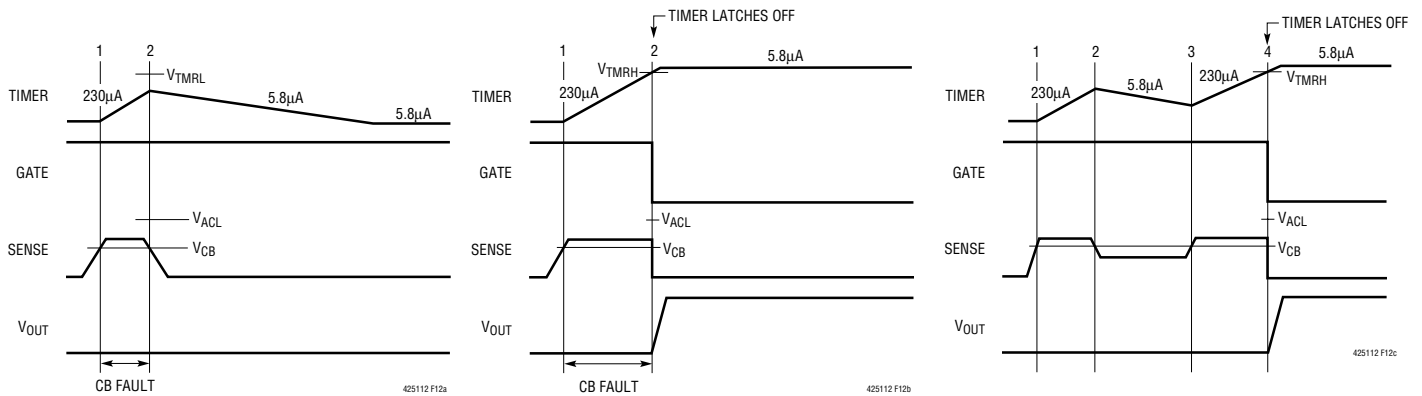 1 2
VTMRL
TIMER 230µA 5.8µA 5.8µA
GATE
VACL
SENSE VCB
VOUT
CB FAULT
425112 F12a
TIMER LATCHES OFF
1 2
VTMRH 5.8µA
TIMER 230µA
GATE
VACL
SENSE VCB
VOUT
CB FAULT
425112 F12b
TIMER LATCHES OFF
1 2 3 4
5.8µA
VTMRH
TIMER 230µA 5.8µA 230µA
GATE
VACL
SENSE VCB
VOUT
425112 F12c